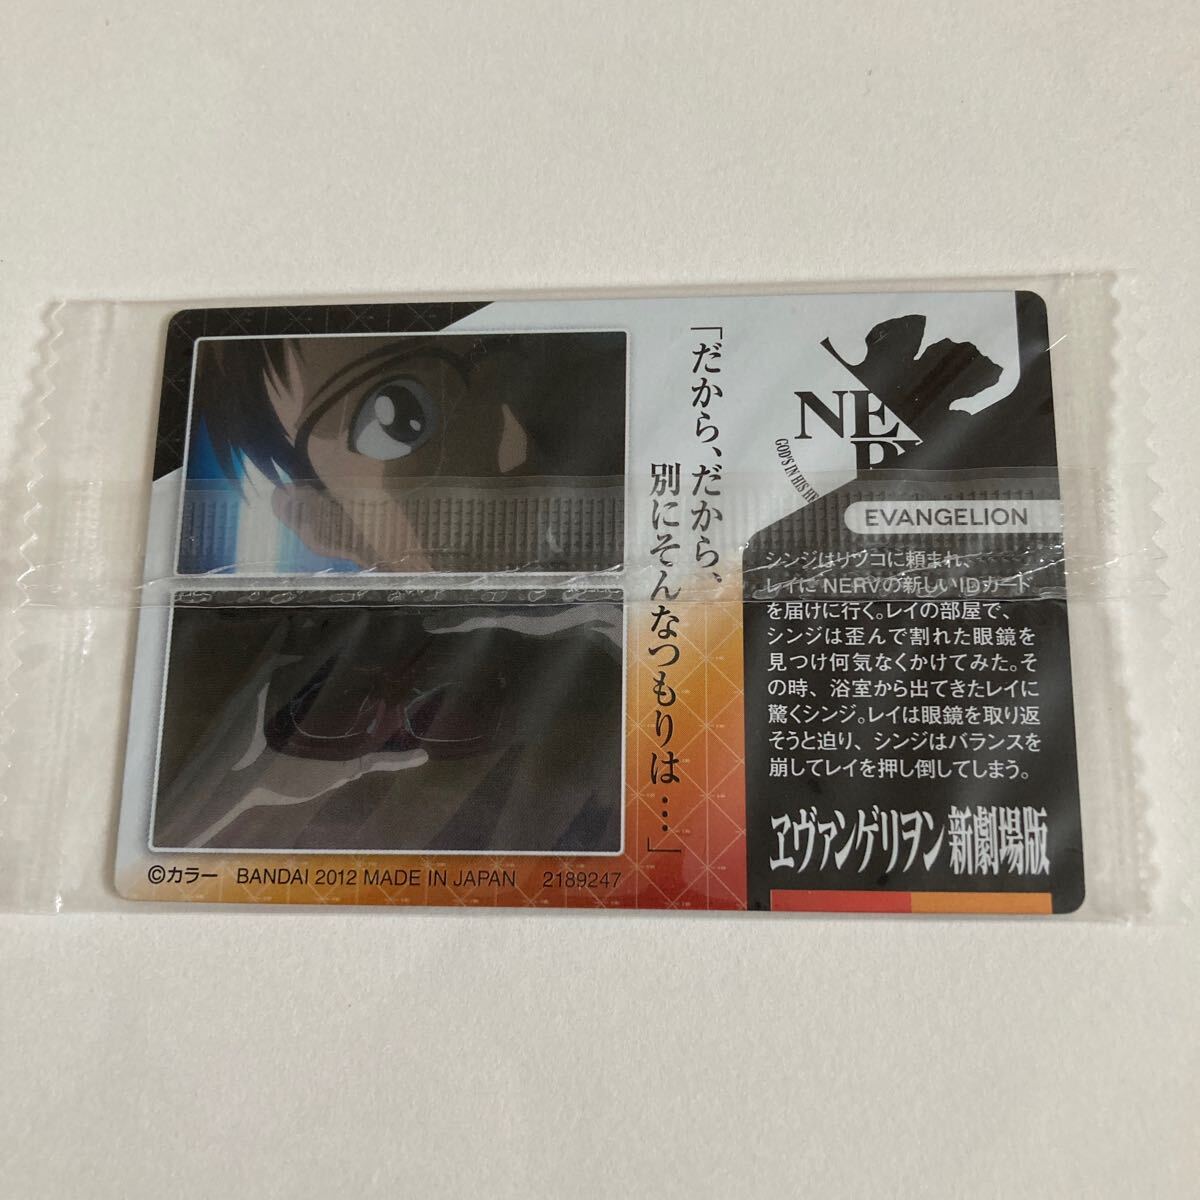 「だから、だから、
別にそんなつもりは…」
NE
GOD'S IN HIS HE
EVANGELION
シンジはリツコに頼まれ、
レイに NERVの新しいIDカード
を届けに行く。レイの部屋で、
シンジは歪んで割れた眼鏡を
見つけ何気なくかけてみた。そ
の時、浴室から出てきたレイに
驚くシンジ。レイは眼鏡を取り返
そうと迫り、シンジはバランスを
崩してレイを押し倒してしまう。
ヱヴァンゲリヲン新劇場版
©カラー BANDAI 2012 MADE IN JAPAN 2189247